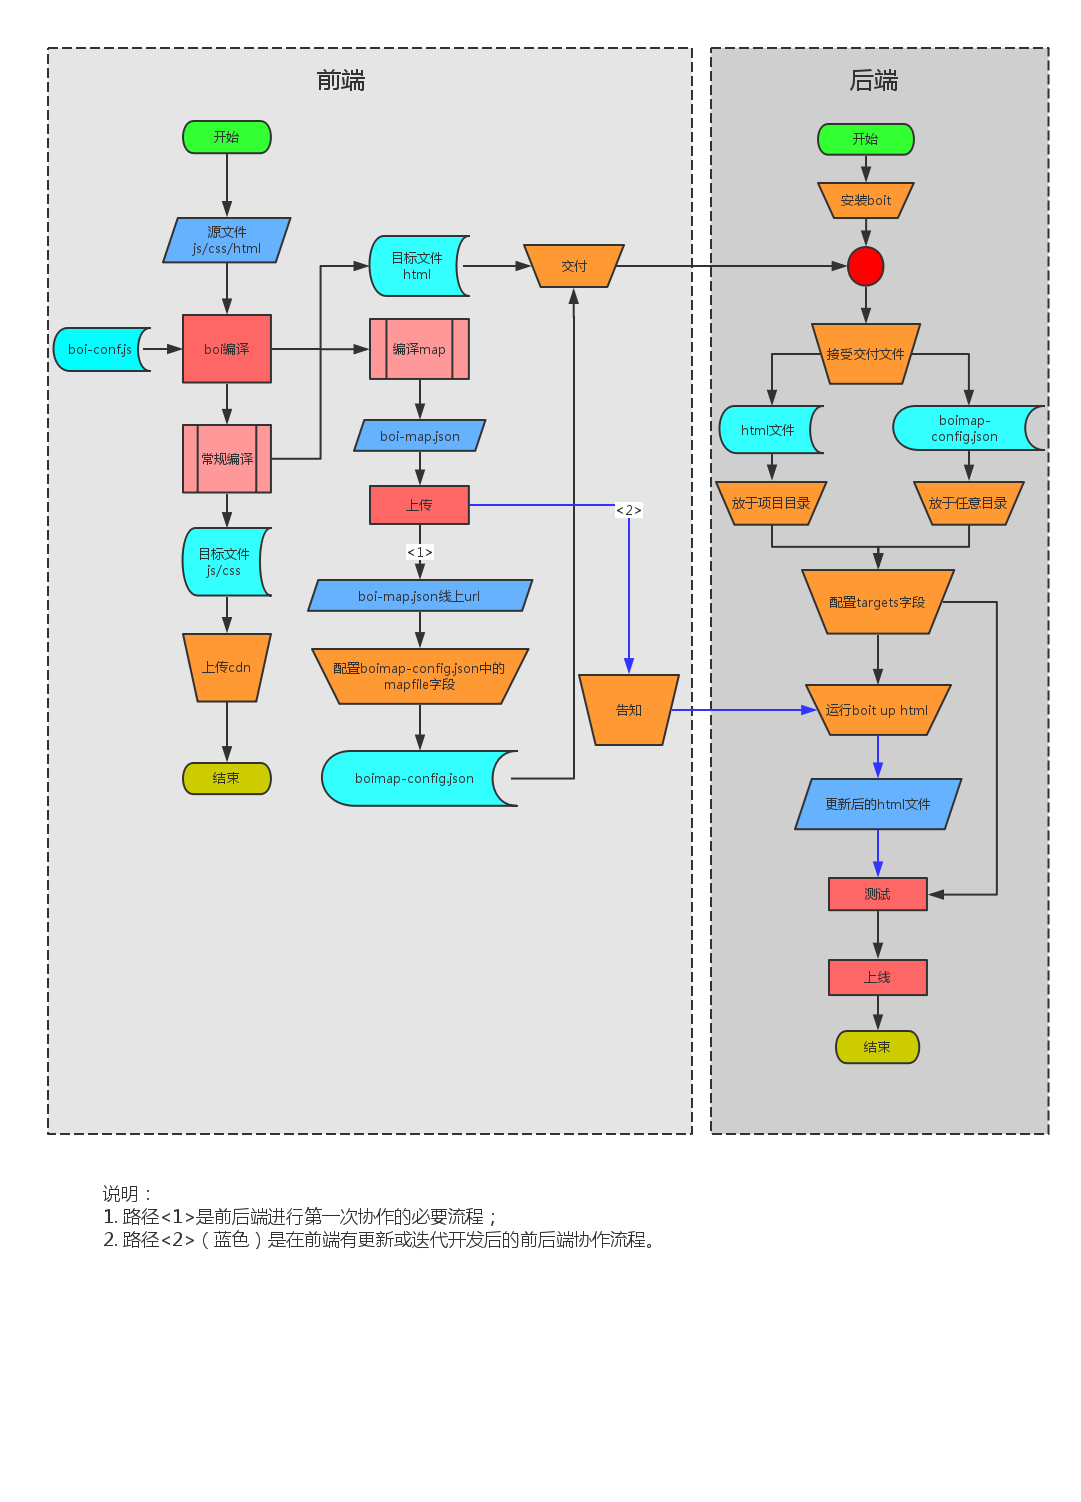 前端
开始
源文件
js/css/html
boi-conf.js
boi编译
常规编译
目标文件
js/css
上传cdn
结束
目标文件
html
编译map
boi-map.json
上传
<1>
<2>
boi-map.json线上url
配置boimap-config.json中的
mapfile字段
boimap-config.json
交付
告知
后端
开始
安装boit
接受交付文件
html文件
boimap-
config.json
放于项目目录
放于任意目录
配置targets字段
运行boit up html
更新后的html文件
测试
上线
结束
说明：
1. 路径<1>是前后端进行第一次协作的必要流程；
2. 路径<2>（蓝色）是在前端有更新或迭代开发后的前后端协作流程。